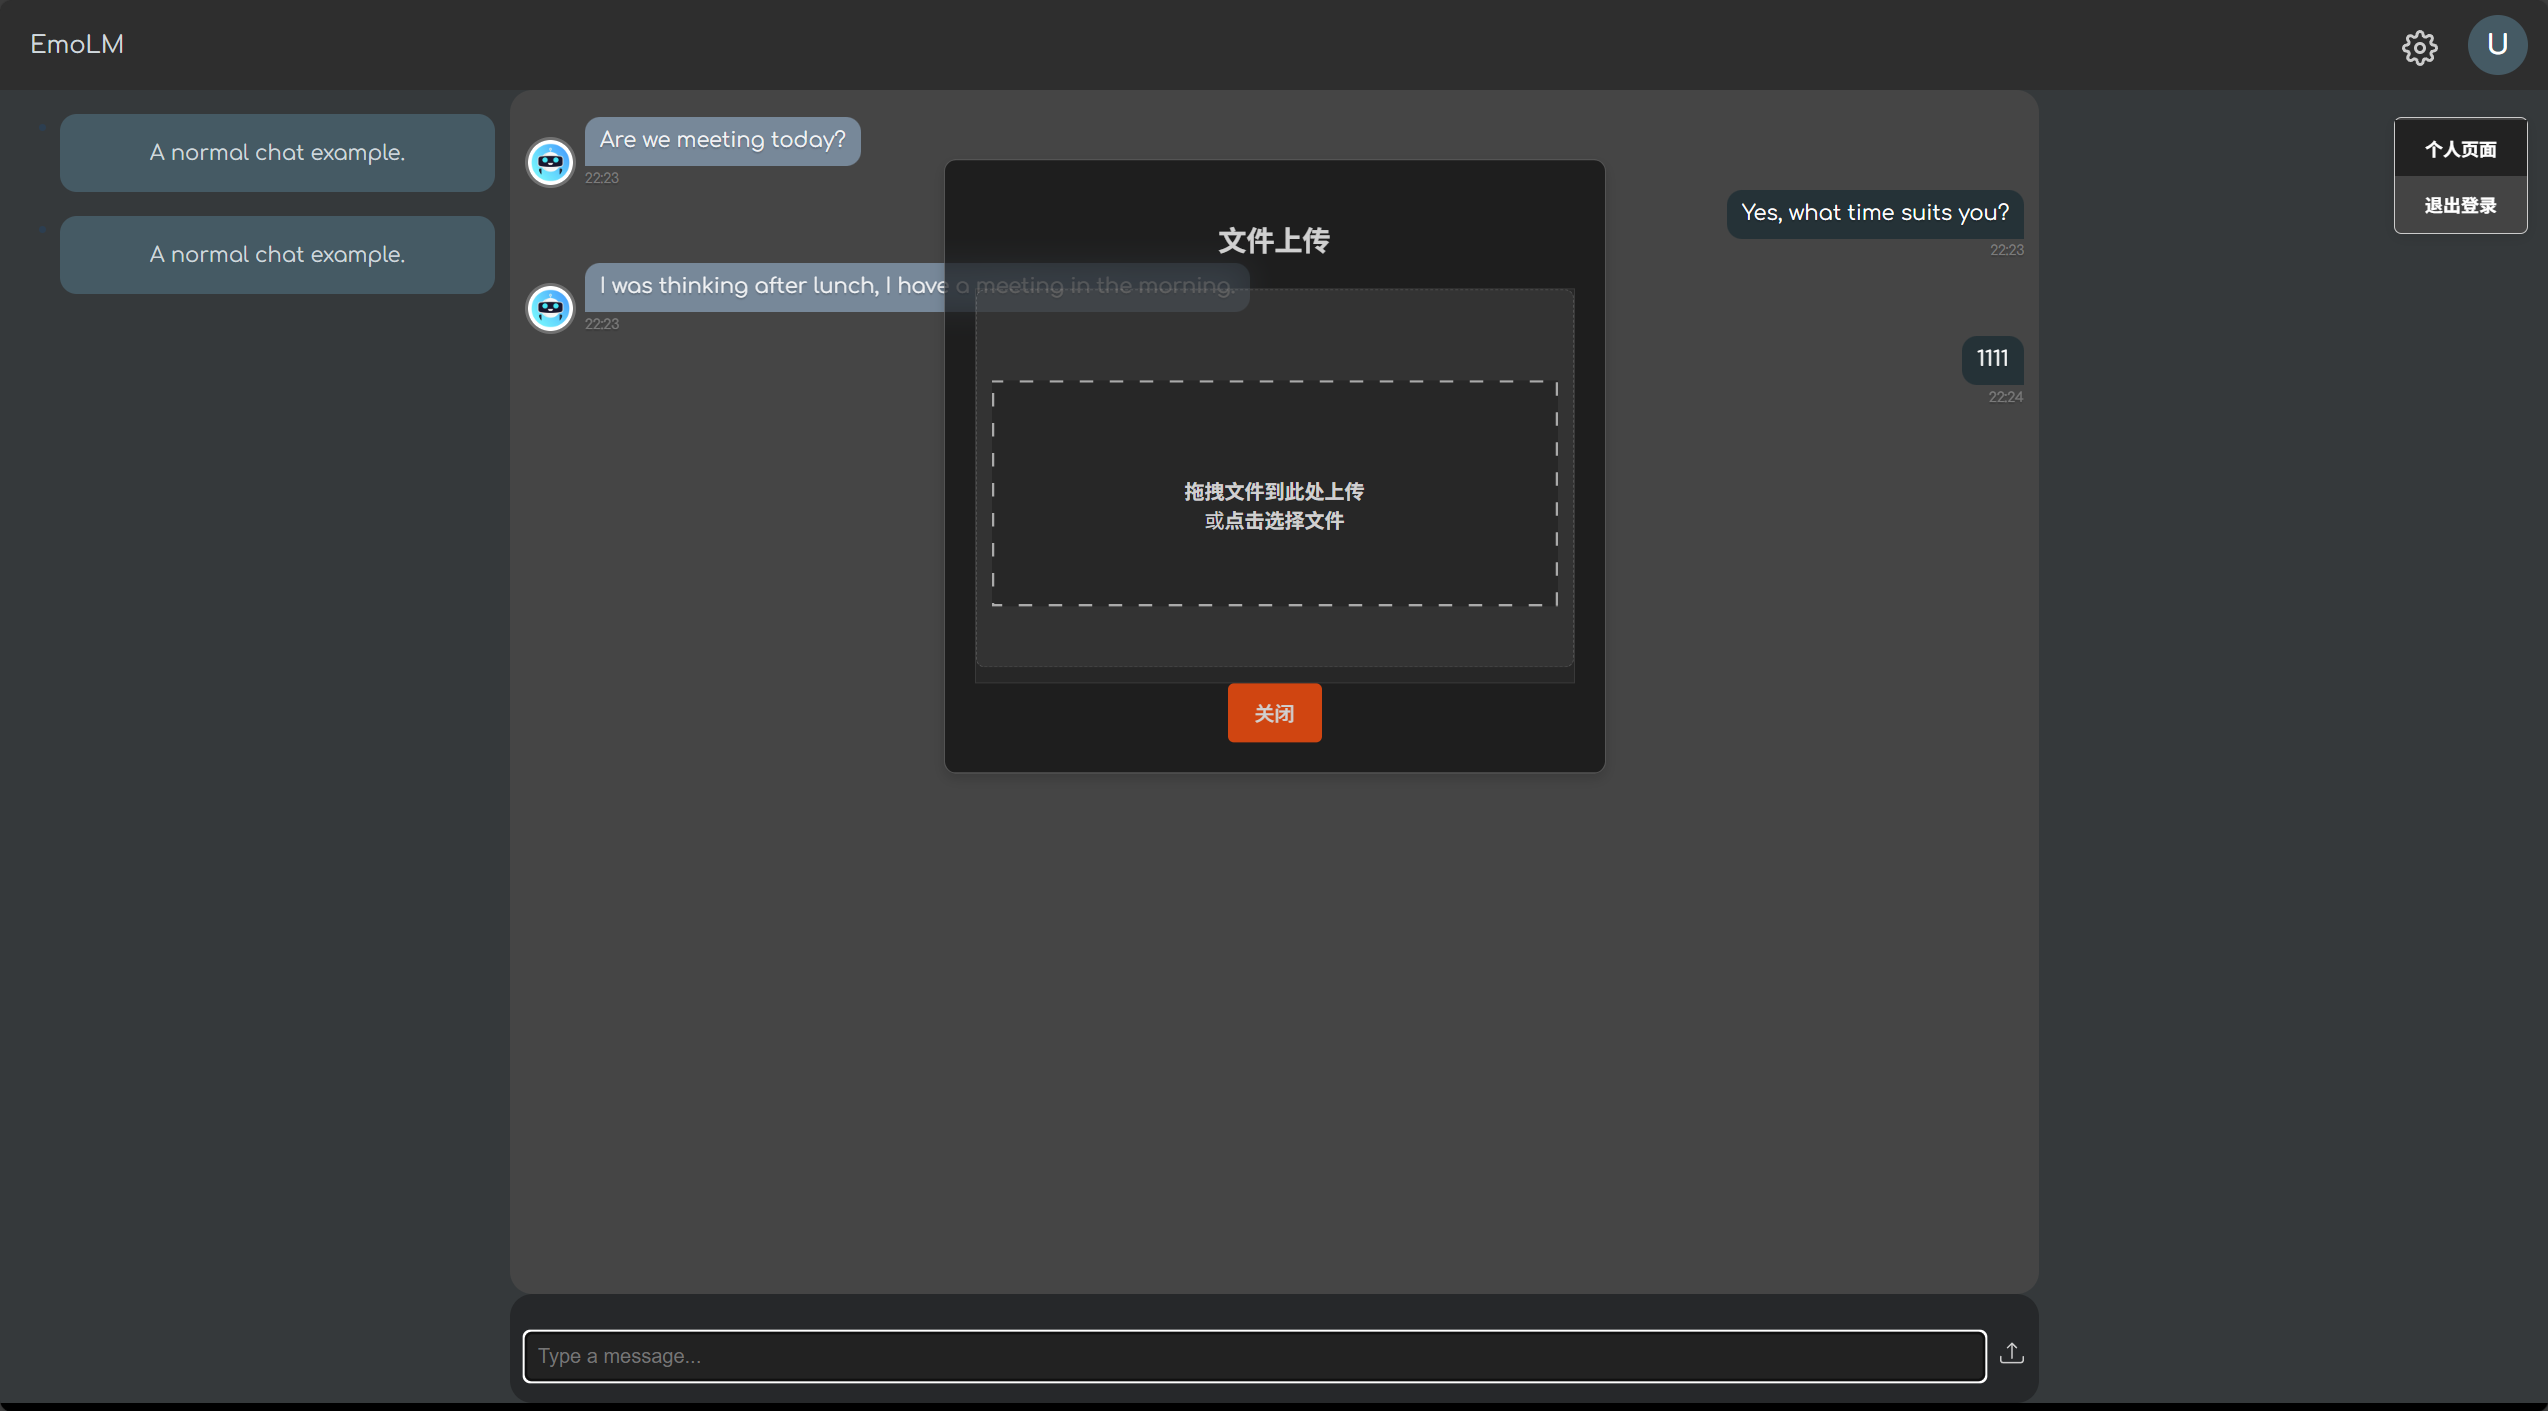 EmoLM
U
A normal chat example.
A normal chat example.
Are we meeting today?
22:23
Yes, what time suits you?
22:23
I was thinking after lunch, I have a meeting in the morning.
22:23
1111
22:24
个人页面
退出登录
文件上传
拖拽文件到此处上传
或点击选择文件
关闭
Type a message...